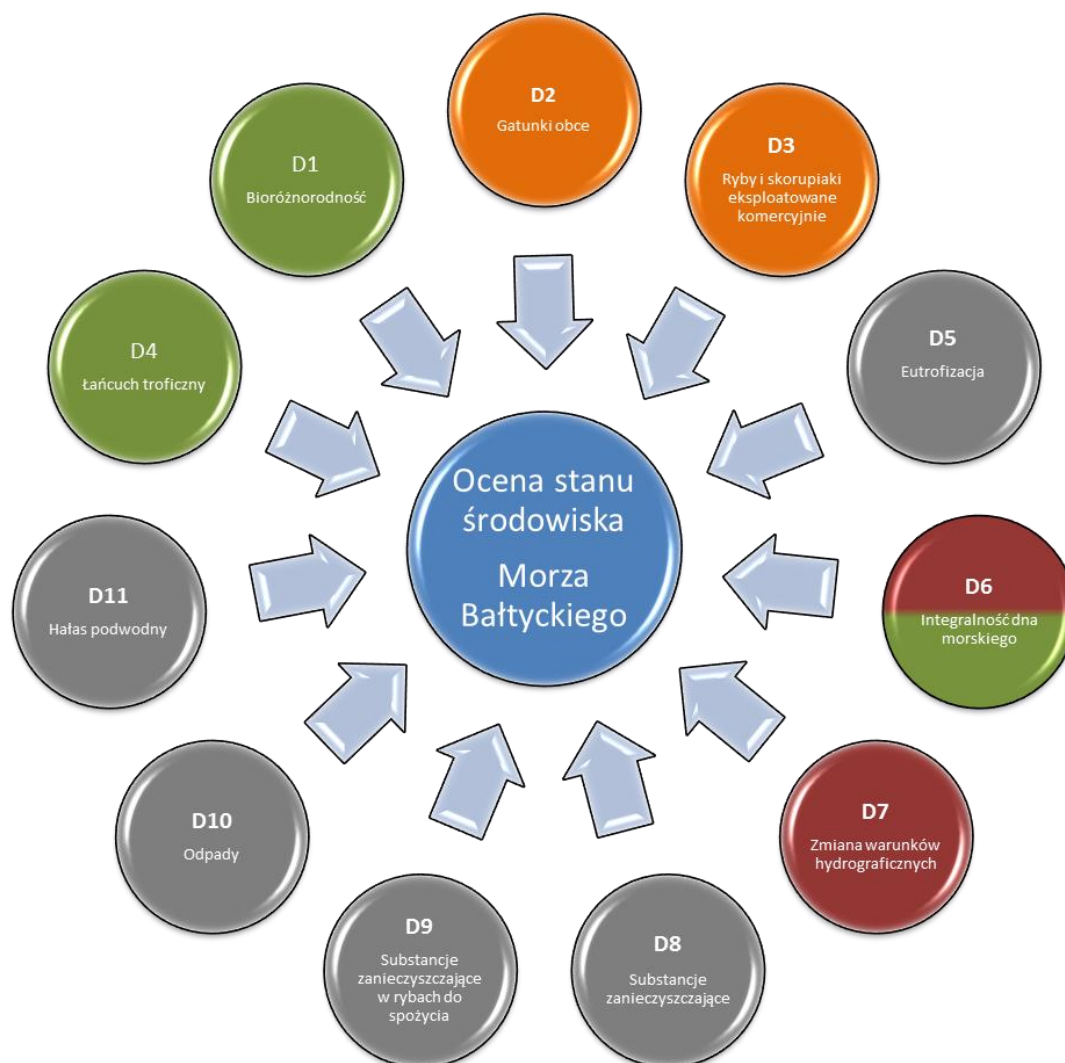 D2
Gatunki obce
D3
Ryby i skorupiaki
eksploatowane
komercyjnie
D1
Bioróżnorodność
D5
Eutrofizacja
D4
Łańcuch troficzny
Ocena stanu
środowiska
Morza
Bałtyckiego
D6
Integralność dna
morskiego
D11
Hałas podwodny
D7
Zmiana warunków
hydrograficznych
D10
Odpady
D9
Substancje
zanieczyszczające
w rybach do
spożycia
D8
Substancje
zanieczyszczające